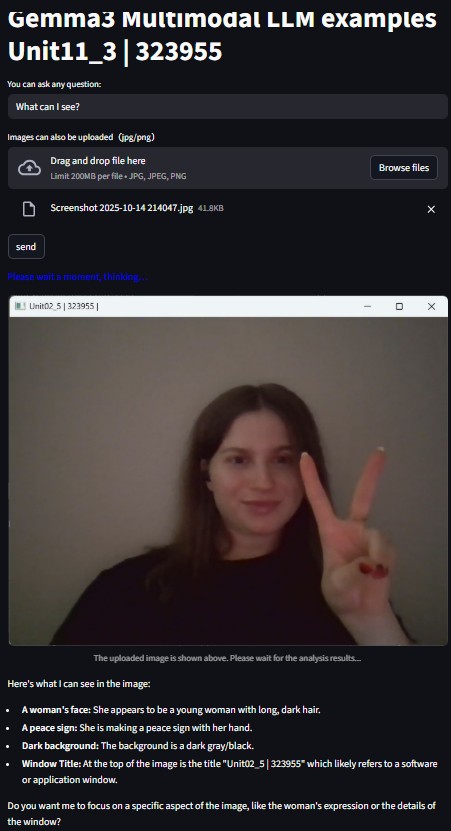 Gemma3 Multimodal LLM examples
Unit11_3 | 323955
You can ask any question:
What can I see?
Images can also be uploaded（jpg/png）
Drag and drop file here
Limit 200MB per file • JPG, JPEG, PNG
Browse files
Screenshot 2025-10-14 214047.jpg 41.8KB
send
Please wait a moment, thinking...
Unit02_5 | 323955 |
The uploaded image is shown above. Please wait for the analysis results...
Here's what I can see in the image:
• A woman's face: She appears to be a young woman with long, dark hair.
• A peace sign: She is making a peace sign with her hand.
• Dark background: The background is a dark gray/black.
• Window Title: At the top of the image is the title "Unit02_5 | 323955" which likely refers to a software
or application window.
Do you want me to focus on a specific aspect of the image, like the woman's expression or the details of
the window?